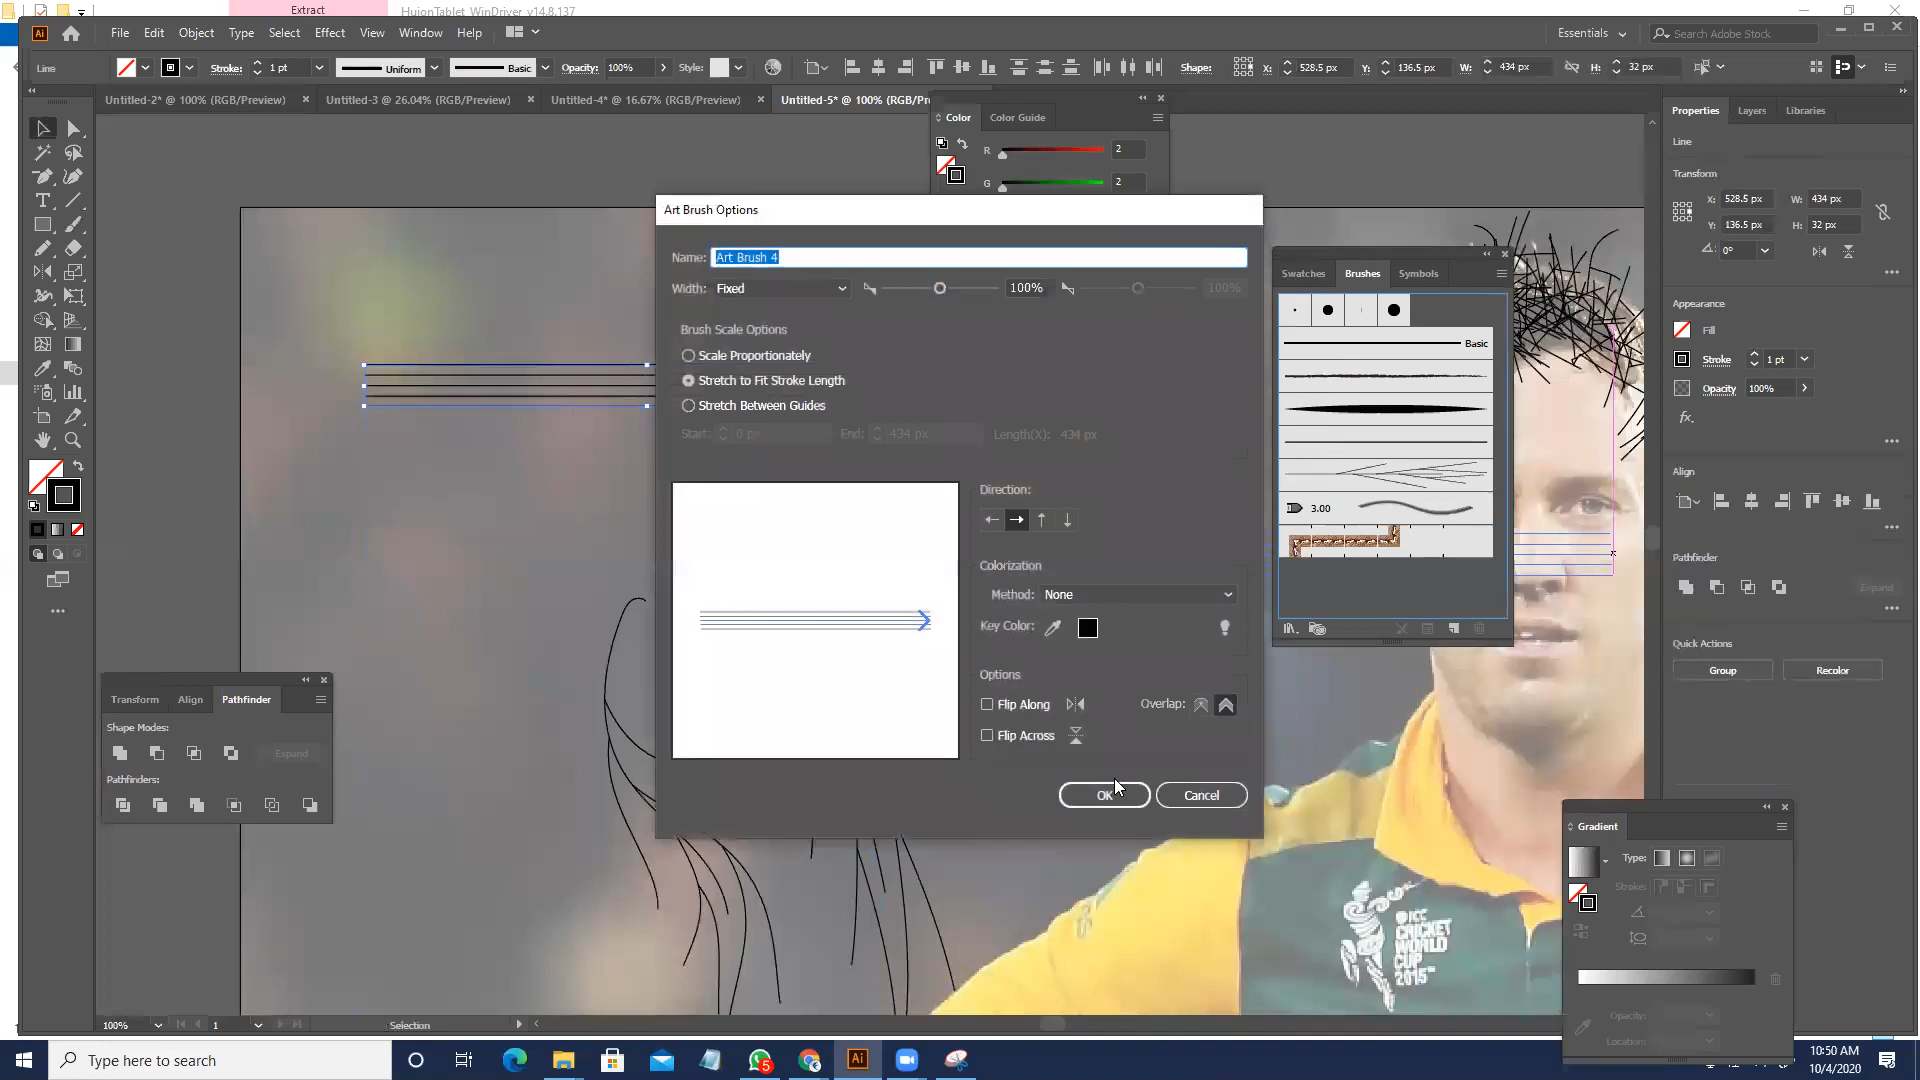 Extract
HuionTablet_WinDriver_v14.8.137
Ai File Edit Object Type Select Effect View Window Help
Essentials
Search Adobe Stock
Line Stroke: 1 pt Uniform Basic Opacity: 100% Style: Shape: X: 528.5 px Y: 136.5 px W: 434 px H: 32 px
Untitled-2* @ 100% (RGB/Preview) × Untitled-3 @ 26.04% (RGB/Preview) × Untitled-4* @ 16.67% (RGB/Preview) × Untitled-5* @ 100% (RGB/Pre
Color Color Guide
R 2
G 2
Properties Layers Libraries
Line
Transform
X: 528.5 px W: 434 px
Y: 136.5 px H: 32 px
0°
Appearance
Fill
Stroke 1 pt
Opacity 100%
fx.
Align
Pathfinder
Expand
Quick Actions
Group Recolor
Art Brush Options
Name: Art Brush 4
Width: Fixed 100% 100%
Brush Scale Options
Scale Proportionately
Stretch to Fit Stroke Length
Stretch Between Guides
Start: 0 px End: 434 px Length(X): 434 px
Direction:
Colorization
Method: None
Key Color:
Options
Flip Along Overlap:
Flip Across
OK Cancel
Swatches Brushes Symbols
Basic
3.00
Transform Align Pathfinder
Shape Modes:
Expand
Pathfinders:
Gradient
Type:
Stroke:
Opacity:
Location:
ICC
CRICKET
WORLD
CUP
2015
100% 1 Selection
Type here to search
5
Ai
10:50 AM
10/4/2020